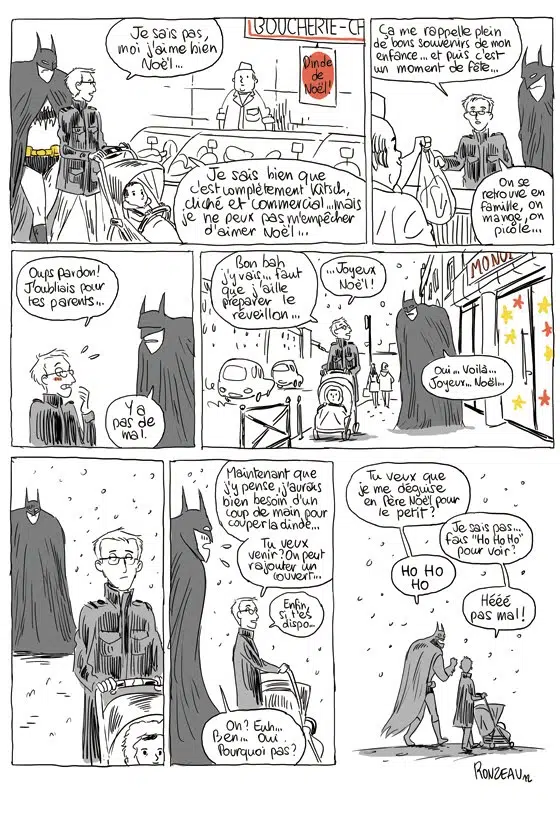 Je sais pas,
moi j'aime bien
Noël...
BOUCHERIE-CH
Dinde
de
Noël!
Je sais bien que
c'est complètement kitsch,
cliché et commercial... mais
je ne peux pas m'empêcher
d'aimer Noël...
Ça me rappelle plein
de bons souvenirs de mon
enfance... et puis c'est
un moment de fête...
On se
retrouve en
famille, on
mange, on
picole...
Oups pardon!
J'oubliais pour
tes parents...
Y a
pas de
mal.
Bon bah
j'y vais... faut
que j'aille
préparer le
réveillon...
...Joyeux
Noël!
MONO
Oui... Voilà...
Joyeux... Noël...
Maintenant que
j'y pense, j'aurais
bien besoin d'un
coup de main pour
couper la dinde...
Tu veux
venir? On peut
rajouter un
couvert...
Enfin,
si t'es
dispo...
Oh? Euh...
Ben... Oui.
Pourquoi pas?
Tu veux que
je me déguise
en Père Noël pour
le petit?
Je sais pas...
fais "Ho Ho Ho"
pour voir?
HO HO
HO
Hééé
pas mal!
RONZEAU